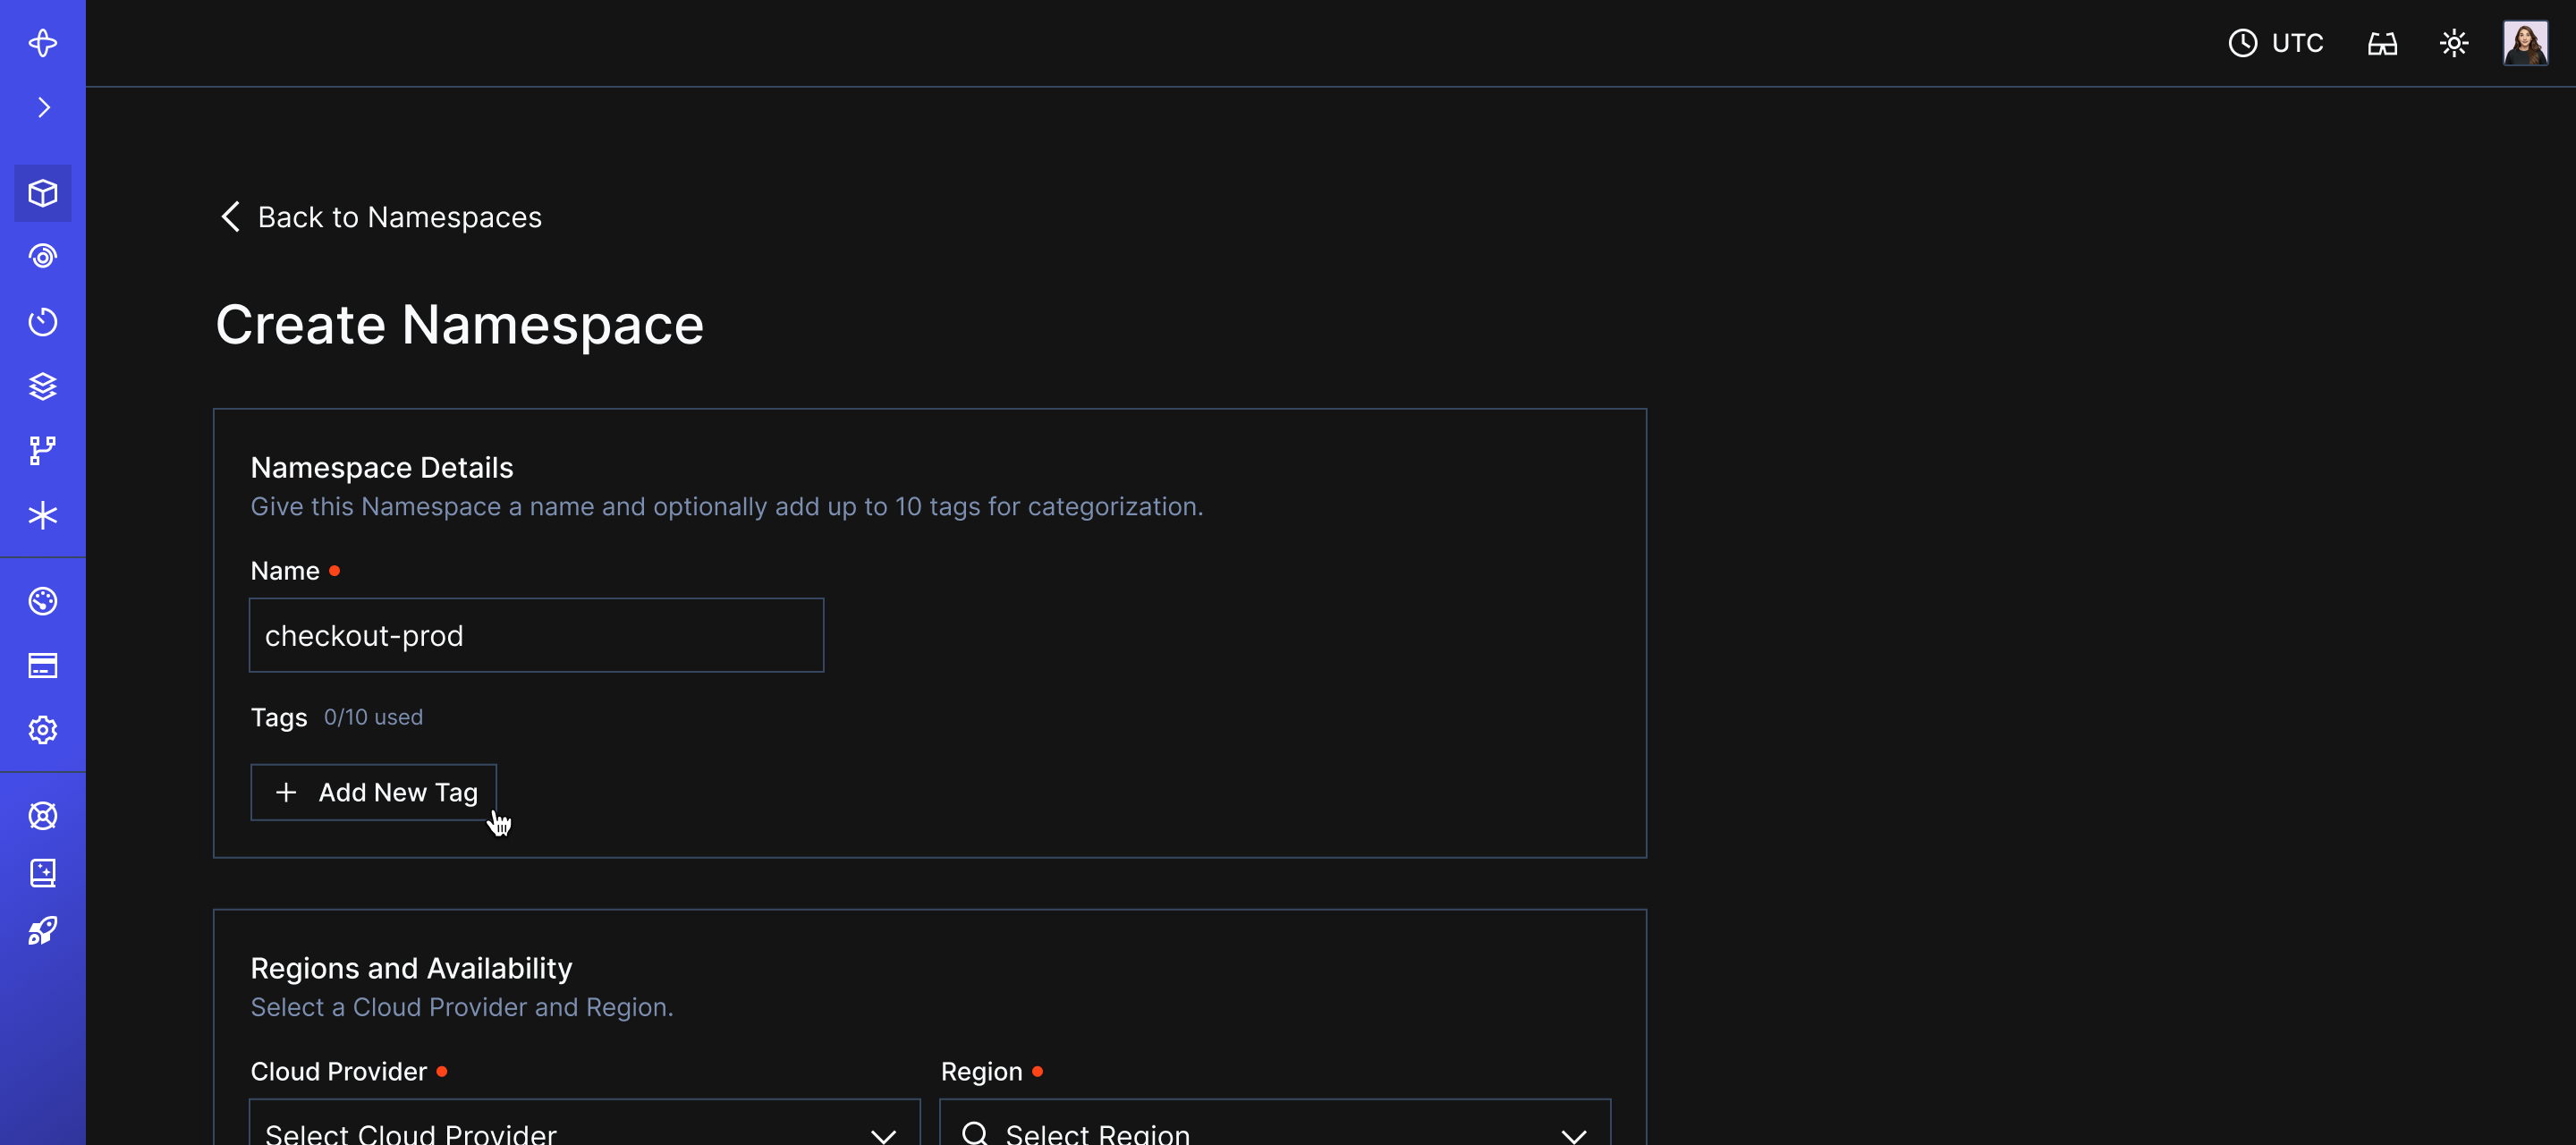 UTC
Back to Namespaces
Create Namespace
Namespace Details
Give this Namespace a name and optionally add up to 10 tags for categorization.
Name
checkout-prod
Tags 0/10 used
+ Add New Tag
Regions and Availability
Select a Cloud Provider and Region.
Cloud Provider Region
Select Cloud Provider Select Region